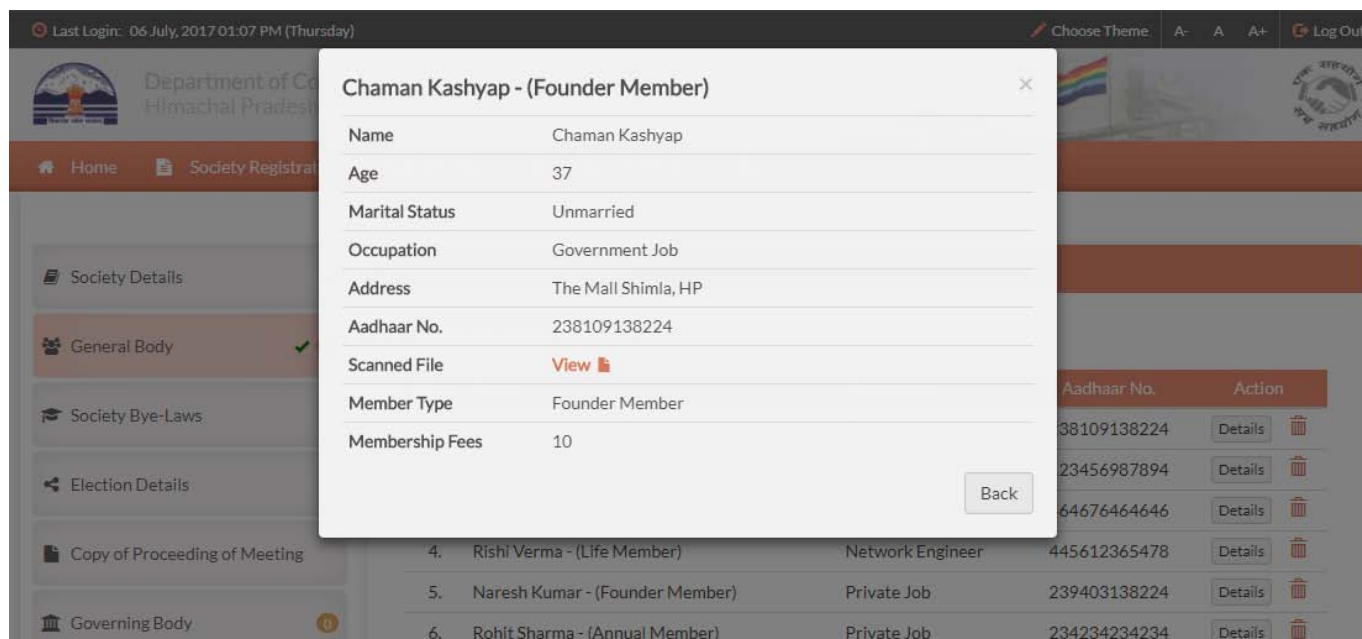 Last Login: 06 July, 2017 01:07 PM (Thursday) Choose Theme A- A A+ Log Out
Department of Co
Himachal Pradesh
Home Society Registrat
Chaman Kashyap - (Founder Member) ×
Name Chaman Kashyap
Age 37
Marital Status Unmarried
Occupation Government Job
Address The Mall Shimla, HP
Aadhaar No. 238109138224
Scanned File View
Member Type Founder Member
Membership Fees 10
Back
Society Details
General Body
Society Bye-Laws
Election Details
Copy of Proceeding of Meeting
Governing Body 0
Aadhaar No. Action
38109138224 Details
23456987894 Details
64676464646 Details
4. Rishi Verma - (Life Member) Network Engineer 445612365478 Details
5. Naresh Kumar - (Founder Member) Private Job 239403138224 Details
6. Rohit Sharma - (Annual Member) Private Job 234234234234 Details